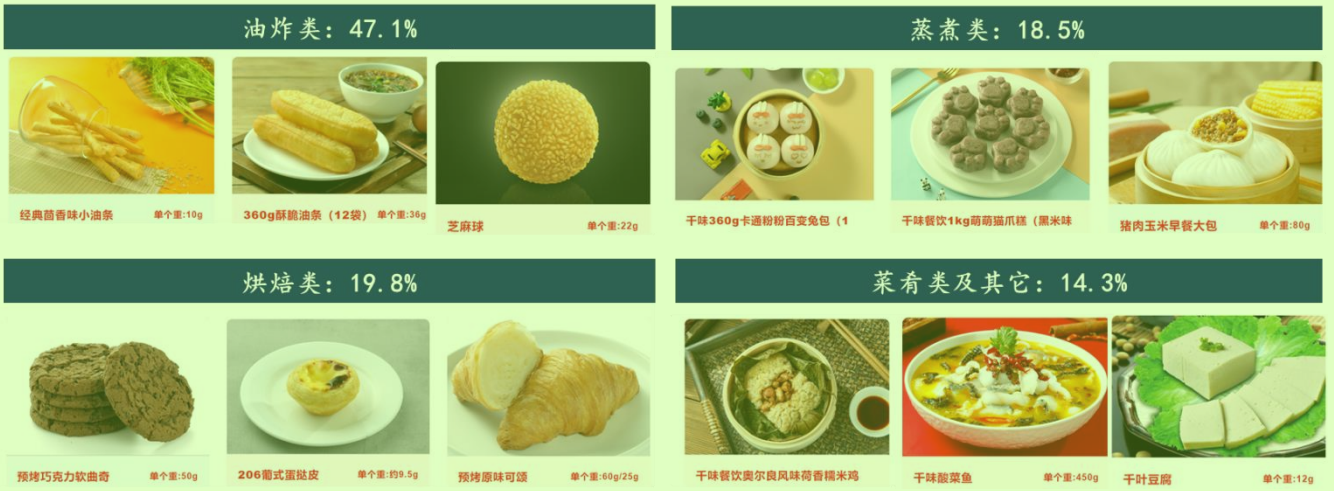 油炸类：47.1%
经典茴香味小油条 单个重:10g
360g酥脆油条（12袋） 单个重:36g
芝麻球 单个重:22g
蒸煮类：18.5%
千味360g卡通粉粉百变兔包（1
千味餐饮1kg萌萌猫爪糕（黑米味
猪肉玉米早餐大包 单个重:80g
烘焙类：19.8%
预烤巧克力软曲奇 单个重:50g
206葡式蛋挞皮 单个重:约9.5g
预烤原味可颂 单个重:60g/25g
菜肴类及其它：14.3%
千味餐饮奥尔良风味荷香糯米鸡
千味酸菜鱼 单个重:450g
千叶豆腐 单个重:12g